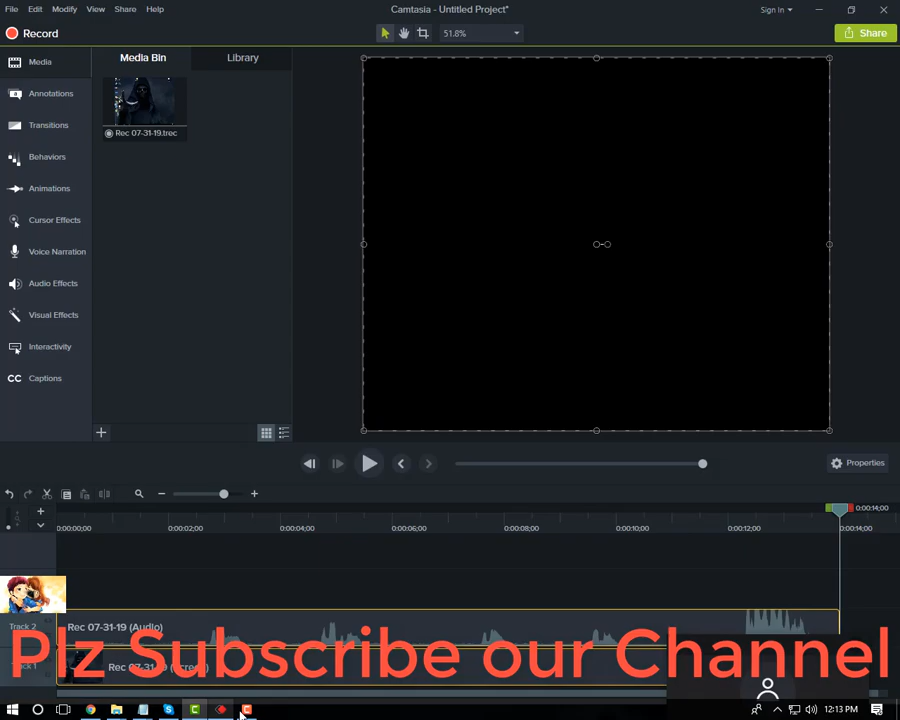 File Edit Modify View Share Help
Camtasia - Untitled Project*
Sign In
Record
51.8%
Share
Media
Annotations
Transitions
Behaviors
Animations
Cursor Effects
Voice Narration
Audio Effects
Visual Effects
Interactivity
CC Captions
Media Bin
Library
Rec 07-31-19.trec
Properties
0:00:14;00
0:00:00;00 0:00:02;00 0:00:04;00 0:00:06;00 0:00:08;00 0:00:10;00 0:00:12;00 0:00:14;00
Track 2
Rec 07-31-19 (Audio)
Plz Subscribe our Channel
Track 1
Rec 07-31-19 (Screen)
12:13 PM